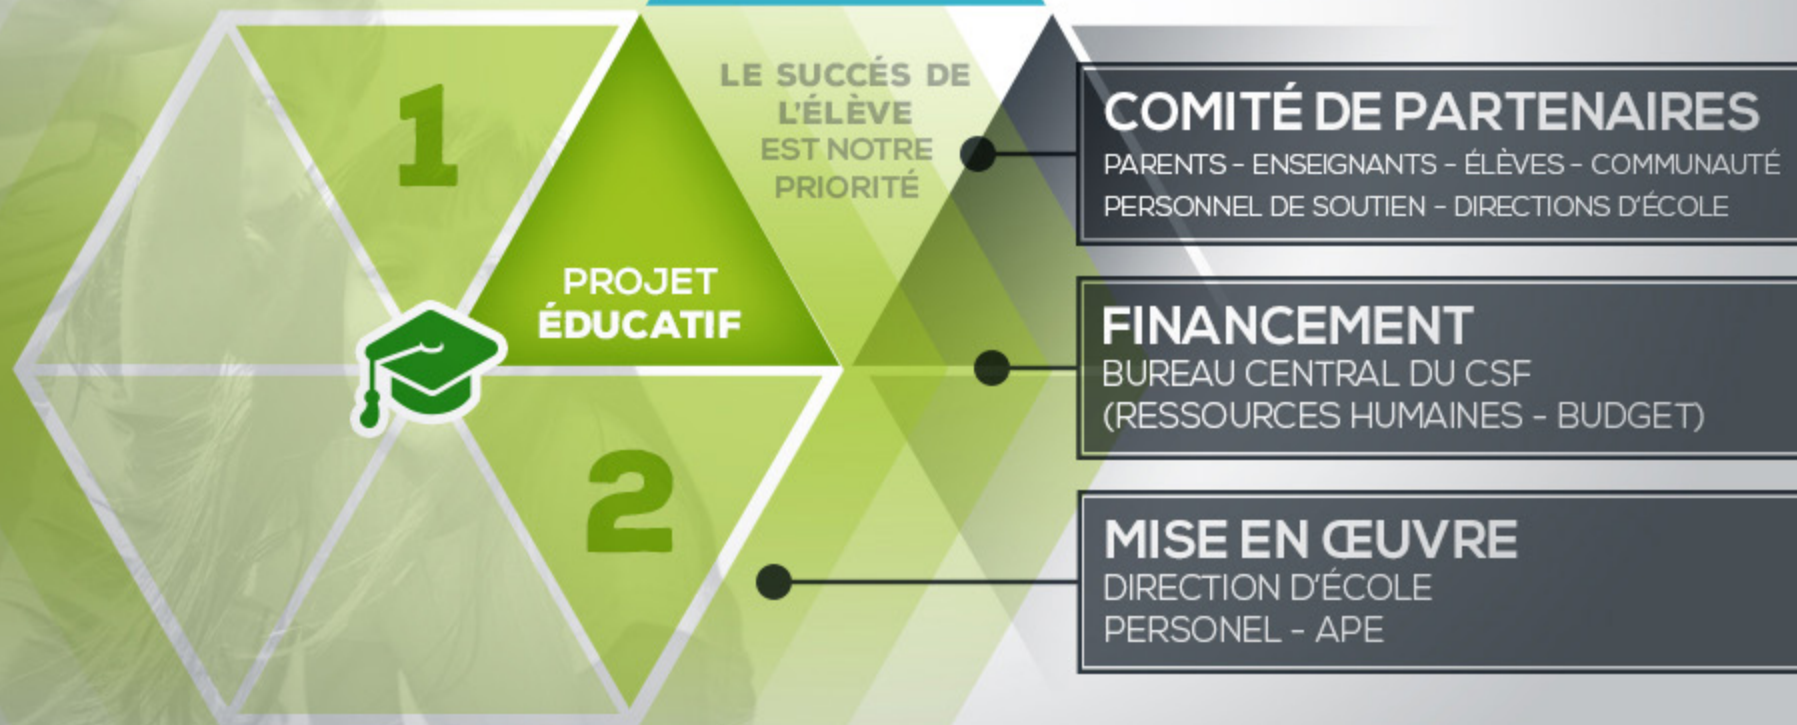 1
LE SUCCÉS DE
L'ÉLÈVE
EST NOTRE
PRIORITÉ
PROJET
ÉDUCATIF
2
COMITÉ DE PARTENAIRES
PARENTS - ENSEIGNANTS - ÉLÈVES - COMMUNAUTÉ
PERSONNEL DE SOUTIEN - DIRECTIONS D'ÉCOLE
FINANCEMENT
BUREAU CENTRAL DU CSF
(RESSOURCES HUMAINES - BUDGET)
MISE EN ŒUVRE
DIRECTION D'ÉCOLE
PERSONEL - APE